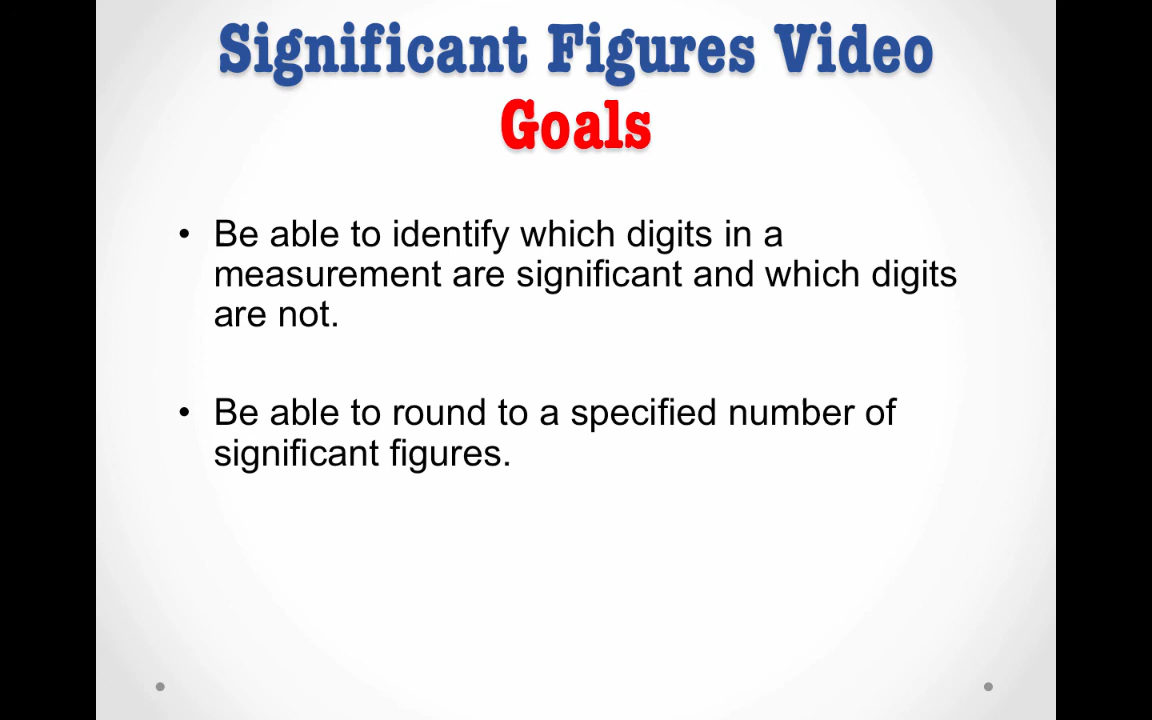 Significant Figures Video
Goals
• Be able to identify which digits in a
measurement are significant and which digits
are not.
• Be able to round to a specified number of
significant figures.